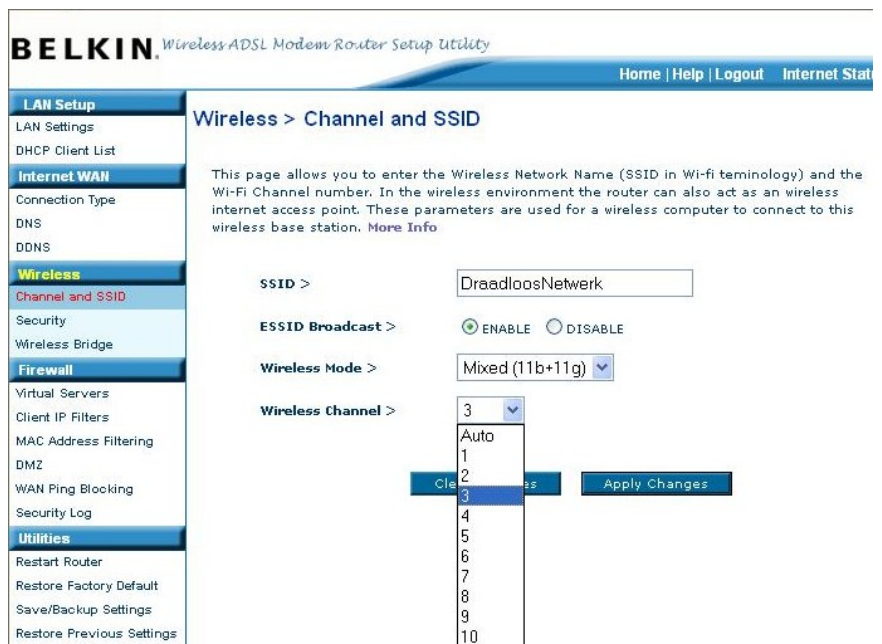 BELKIN. Wireless ADSL Modem Router Setup Utility
Home | Help | Logout Internet
LAN Setup
LAN Settings
DHCP Client List
Internet WAN
Connection Type
DNS
DDNS
Wireless
Channel and SSID
Security
Wireless Bridge
Firewall
Virtual Servers
Client IP Filters
MAC Address Filtering
DMZ
WAN Ping Blocking
Security Log
Utilities
Restart Router
Restore Factory Default
Save/Backup Settings
Restore Previous Settings
Wireless > Channel and SSID
This page allows you to enter the Wireless Network Name (SSID in Wi-fi teminology) and the
Wi-Fi Channel number. In the wireless environment the router can also act as an wireless
internet access point. These parameters are used for a wireless computer to connect to this
wireless base station. More Info
SSID > DraadloosNetwerk
ESSID Broadcast > ENABLE DISABLE
Wireless Mode > Mixed (11b+11g)
Wireless Channel > 3
Auto
1
2
3
4
5
6
7
8
9
10
Apply Changes